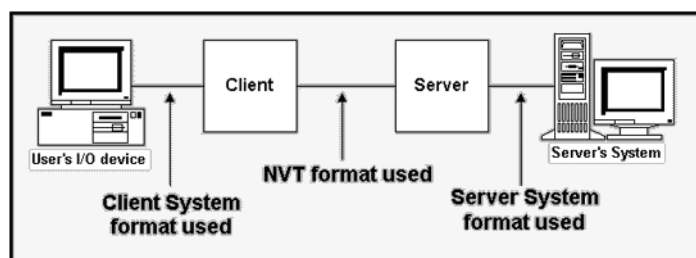 Client
Server
User's I/O device
Server's System
NVT format used
Client System
format used
Server System
format used